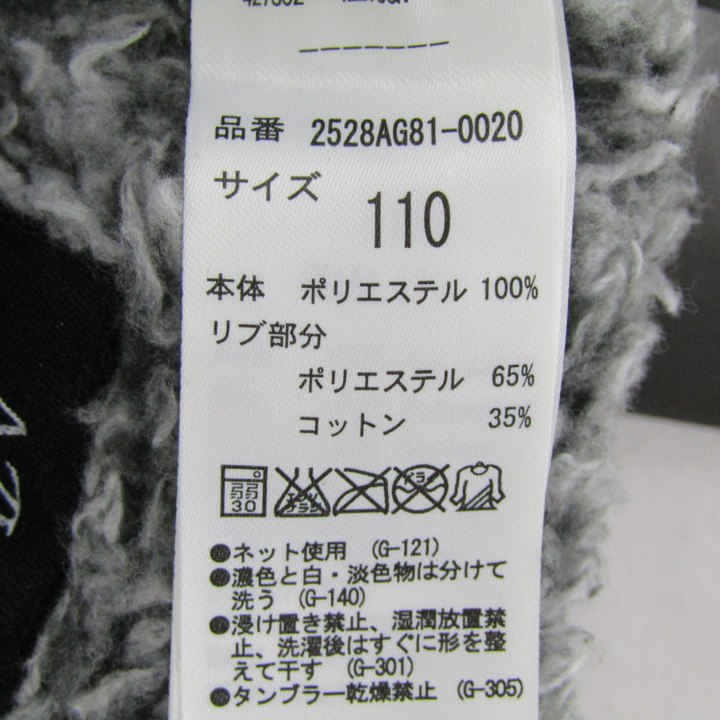 品番 2528AG81-0020
サイズ
110
本体 ポリエステル 100%
リブ部分
ポリエステル 65%
コットン 35%
30
●ネット使用 (G-121)
●濃色と白・淡色物は分けて
洗う (G-140)
●浸け置き禁止、湿潤放置禁
止、洗濯後はすぐに形を整
えて干す (G-301)
●タンブラー乾燥禁止 (G-305)